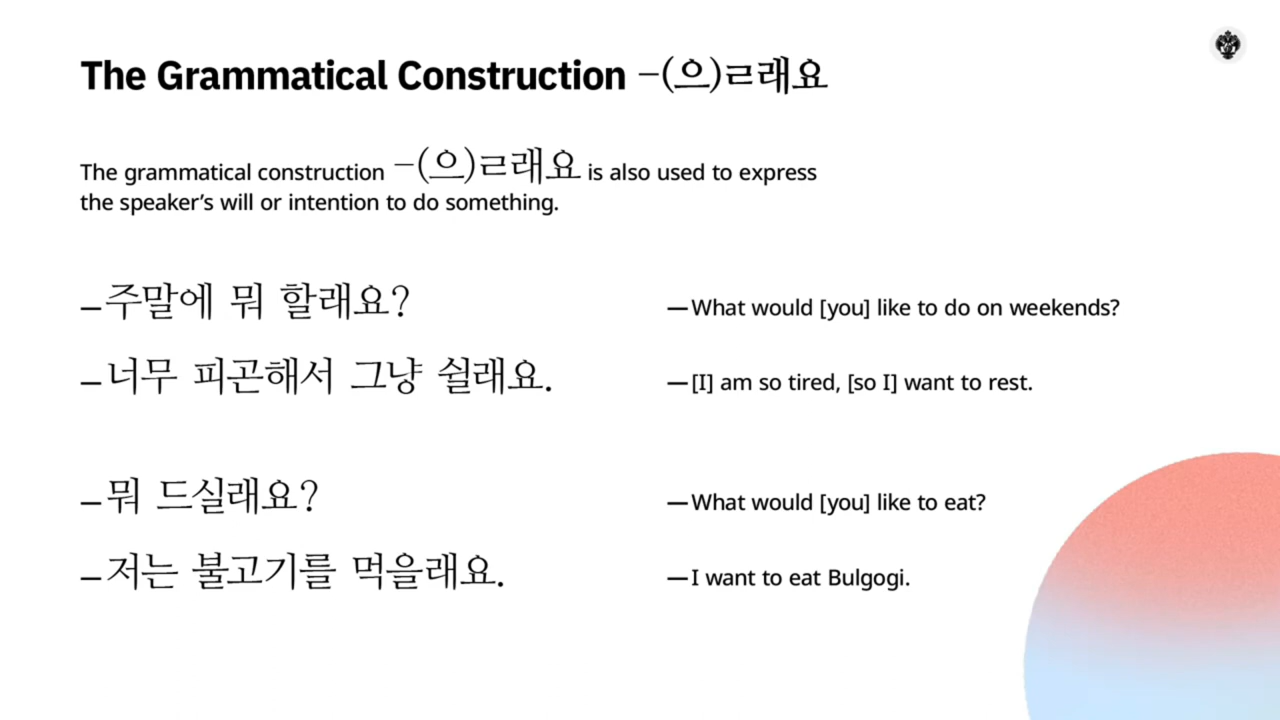 The Grammatical Construction –(으)ㄹ래요
The grammatical construction –(으)ㄹ래요 is also used to express
the speaker’s will or intention to do something.
—주말에 뭐 할래요?
—What would [you] like to do on weekends?
—너무 피곤해서 그냥 쉴래요.
—[I] am so tired, [so I] want to rest.
—뭐 드실래요?
—What would [you] like to eat?
—저는 불고기를 먹을래요.
—I want to eat Bulgogi.